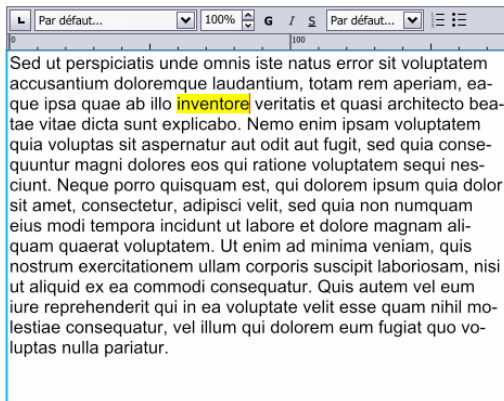 L Par défaut... 100% G I S Par défaut...
0 100
Sed ut perspiciatis unde omnis iste natus error sit voluptatem
accusantium doloremque laudantium, totam rem aperiam, ea-
que ipsa quae ab illo inventore veritatis et quasi architecto bea-
tae vitae dicta sunt explicabo. Nemo enim ipsam voluptatem
quia voluptas sit aspernatur aut odit aut fugit, sed quia conse-
quuntur magni dolores eos qui ratione voluptatem sequi nes-
ciunt. Neque porro quisquam est, qui dolorem ipsum quia dolor
sit amet, consectetur, adipisci velit, sed quia non numquam
eius modi tempora incidunt ut labore et dolore magnam ali-
quam quaerat voluptatem. Ut enim ad minima veniam, quis
nostrum exercitationem ullam corporis suscipit laboriosam, nisi
ut aliquid ex ea commodi consequatur. Quis autem vel eum
iure reprehenderit qui in ea voluptate velit esse quam nihil mo-
lestiae consequatur, vel illum qui dolorem eum fugiat quo vo-
luptas nulla pariatur.